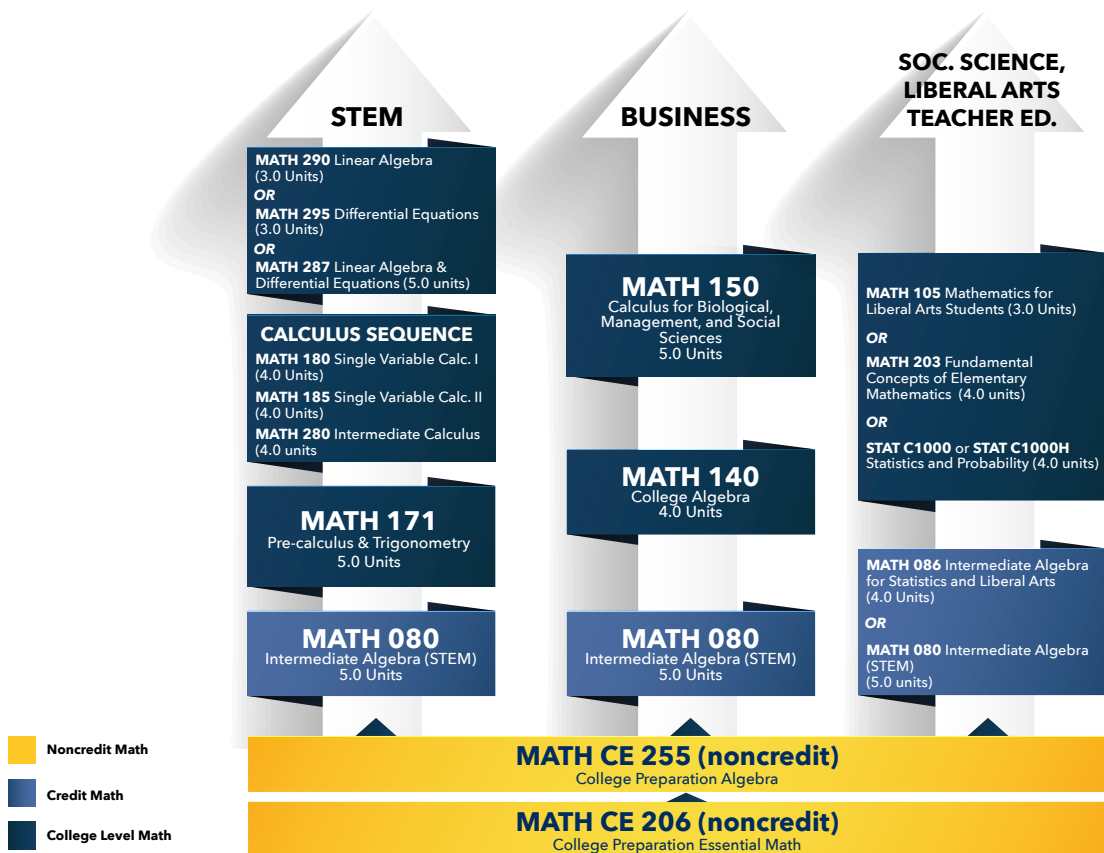 STEM
MATH 290 Linear Algebra
(3.0 Units)
OR
MATH 295 Differential Equations
(3.0 Units)
OR
MATH 287 Linear Algebra &
Differential Equations (5.0 units)
CALCULUS SEQUENCE
MATH 180 Single Variable Calc. I
(4.0 Units)
MATH 185 Single Variable Calc. II
(4.0 Units)
MATH 280 Intermediate Calculus
(4.0 units
MATH 171
Pre-calculus & Trigonometry
5.0 Units
MATH 080
Intermediate Algebra (STEM)
5.0 Units
BUSINESS
MATH 150
Calculus for Biological,
Management, and Social
Sciences
5.0 Units
MATH 140
College Algebra
4.0 Units
MATH 080
Intermediate Algebra (STEM)
5.0 Units
SOC. SCIENCE,
LIBERAL ARTS
TEACHER ED.
MATH 105 Mathematics for
Liberal Arts Students (3.0 Units)
OR
MATH 203 Fundamental
Concepts of Elementary
Mathematics (4.0 units)
OR
STAT C1000 or STAT C1000H
Statistics and Probability (4.0 units)
MATH 086 Intermediate Algebra
for Statistics and Liberal Arts
(4.0 Units)
OR
MATH 080 Intermediate Algebra
(STEM)
(5.0 units)
MATH CE 255 (noncredit)
College Preparation Algebra
MATH CE 206 (noncredit)
College Preparation Essential Math
Noncredit Math
Credit Math
College Level Math